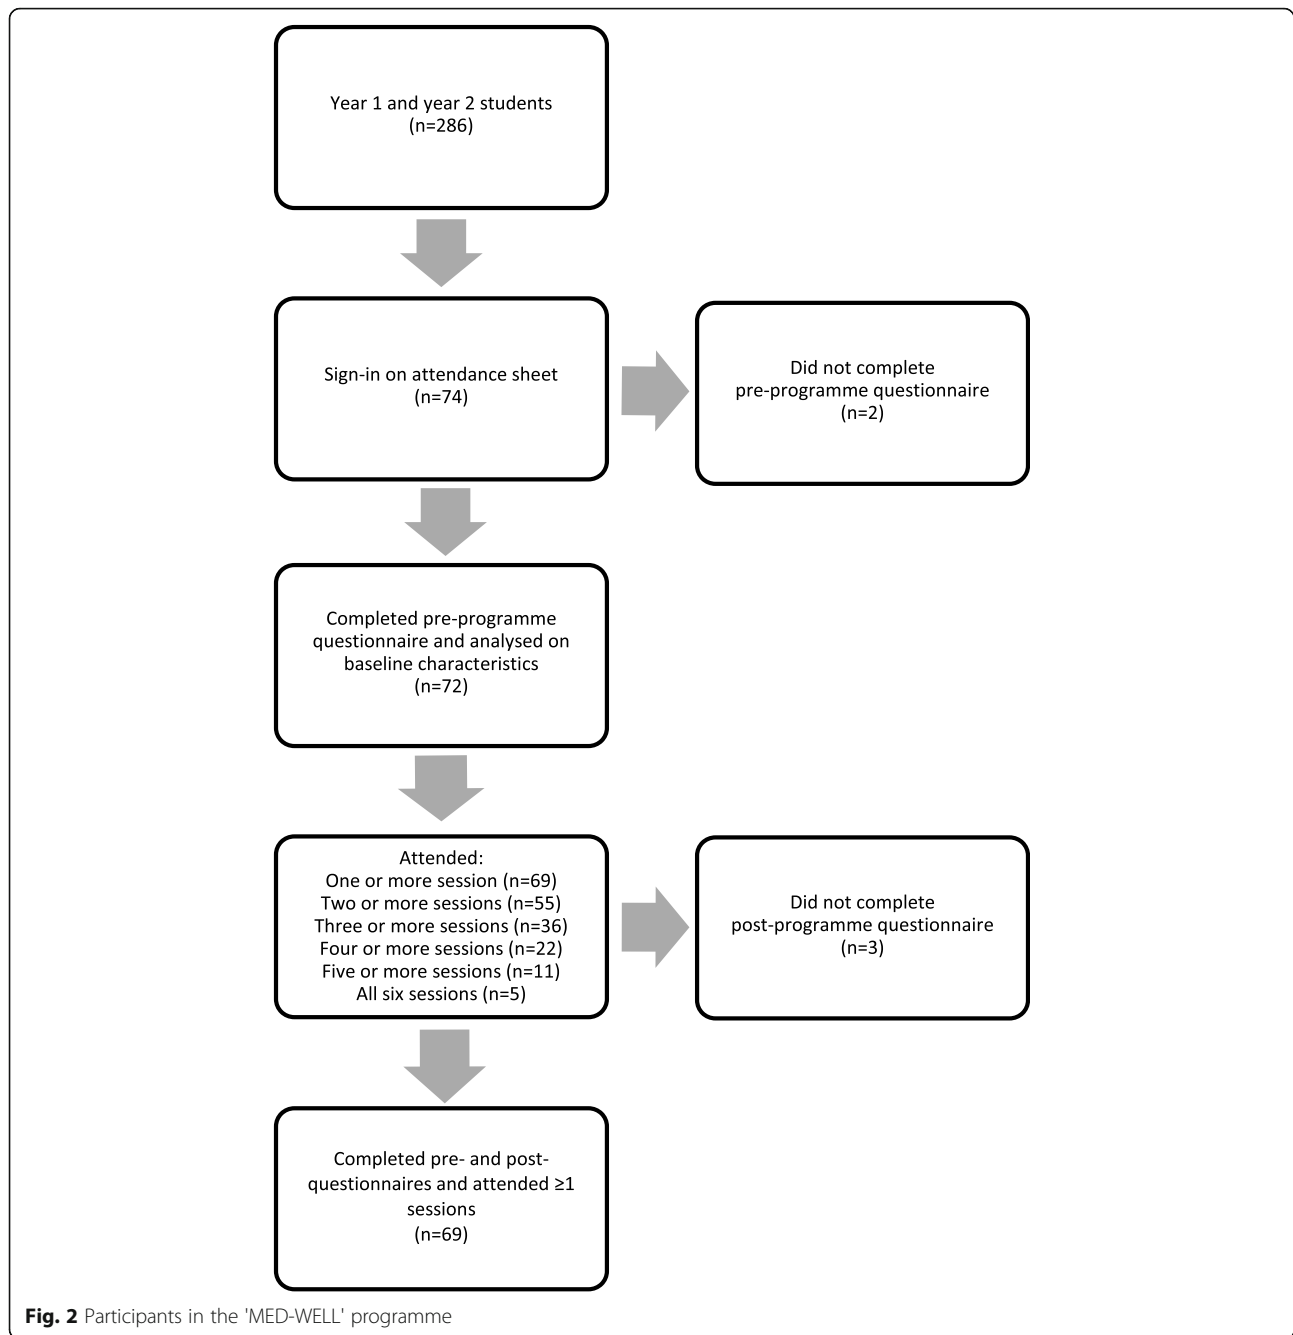 Year 1 and year 2 students
(n=286)
Sign-in on attendance sheet
(n=74)
Did not complete
pre-programme questionnaire
(n=2)
Completed pre-programme
questionnaire and analysed on
baseline characteristics
(n=72)
Attended:
One or more session (n=69)
Two or more sessions (n=55)
Three or more sessions (n=36)
Four or more sessions (n=22)
Five or more sessions (n=11)
All six sessions (n=5)
Did not complete
post-programme questionnaire
(n=3)
Completed pre- and post-
questionnaires and attended ≥1
sessions
(n=69)
Fig. 2 Participants in the 'MED-WELL' programme